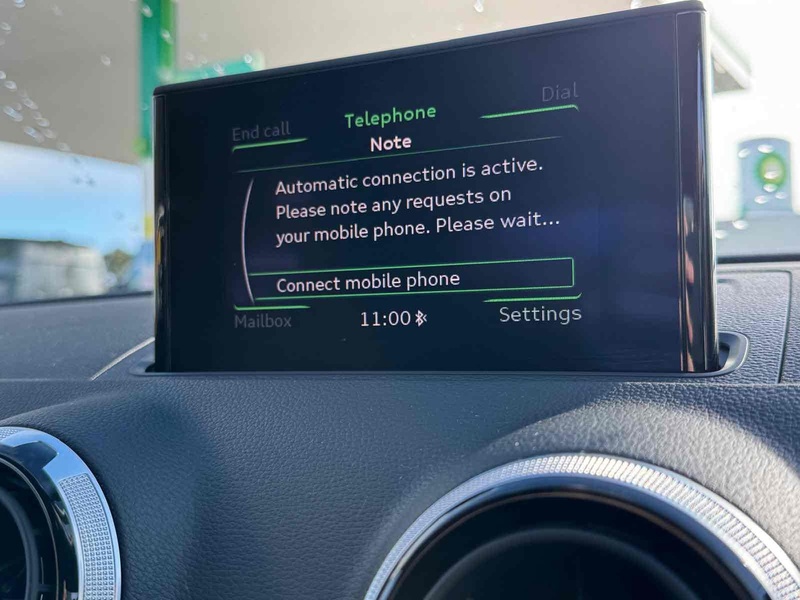 End call
Telephone
Dial
Note
Automatic connection is active.
Please note any requests on
your mobile phone. Please wait...
Connect mobile phone
Mailbox
11:00
Settings